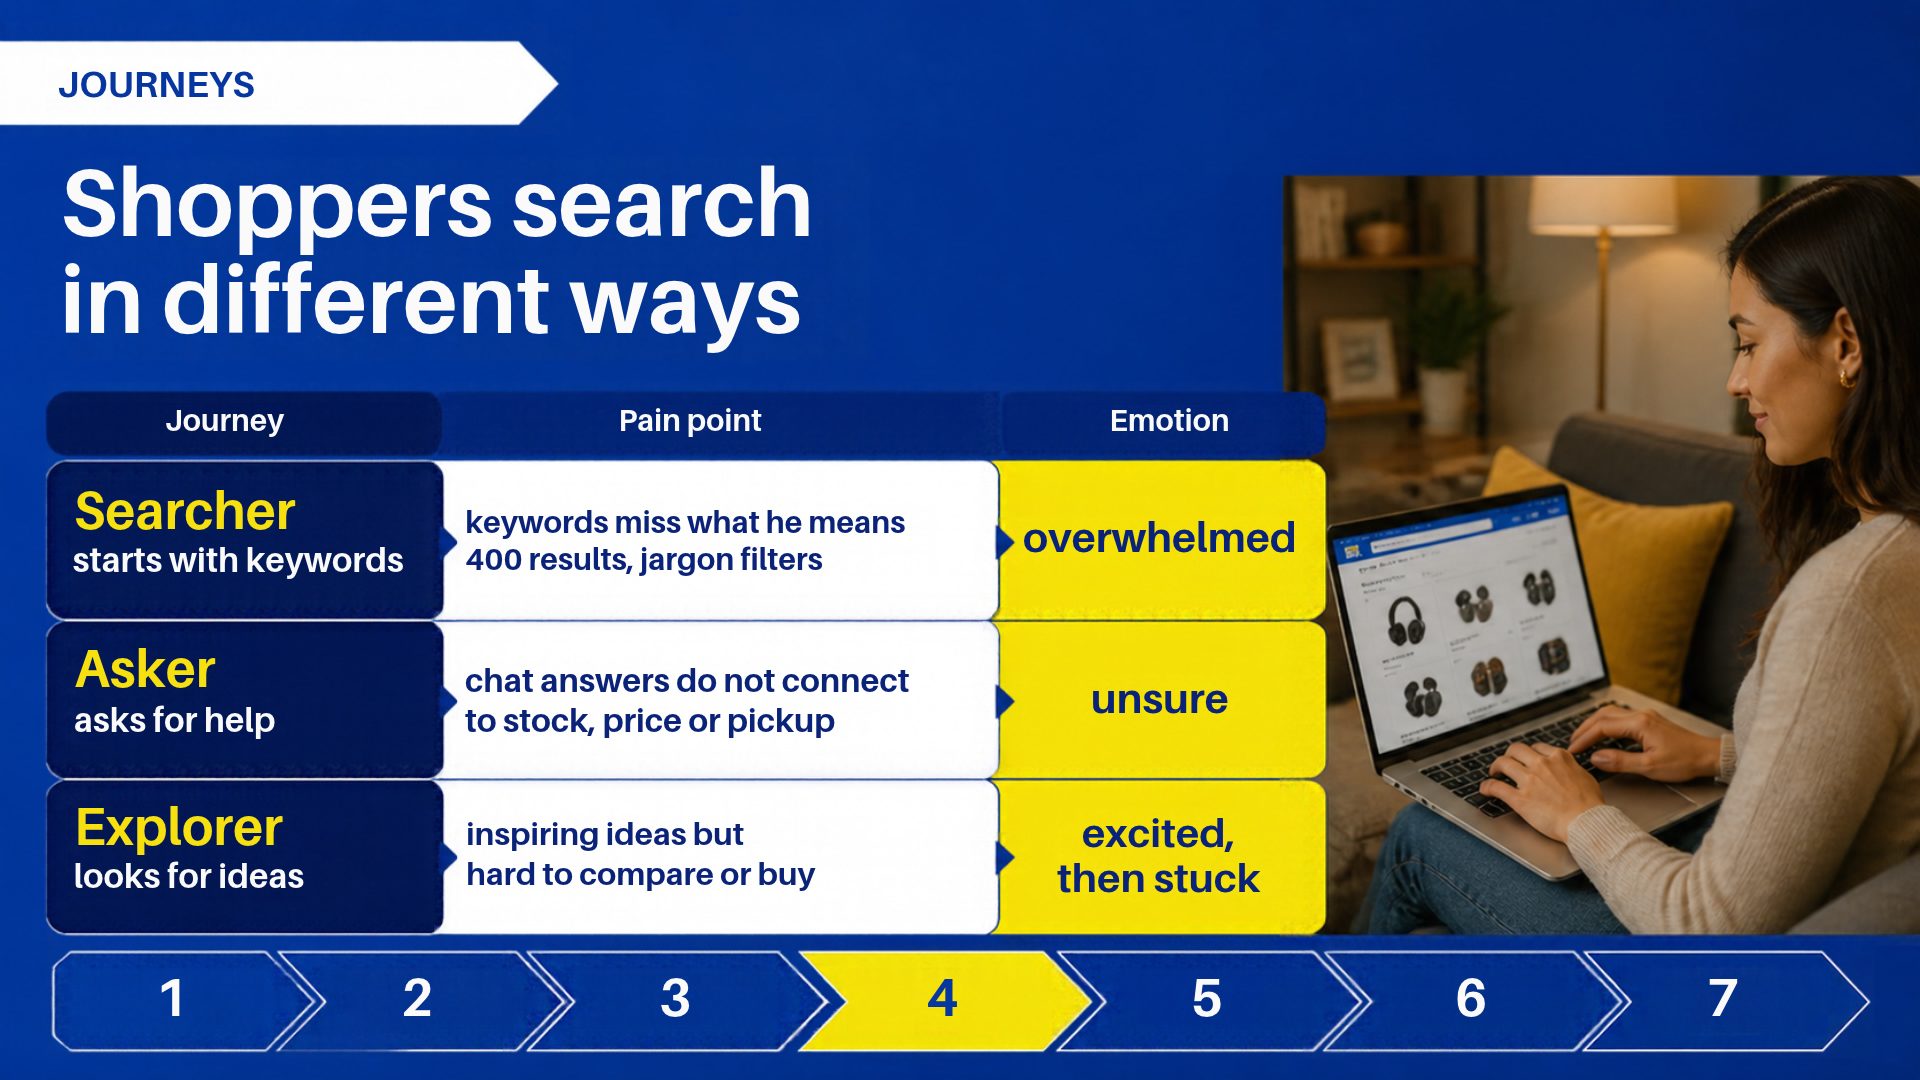 JOURNEYS
Shoppers search
in different ways
Journey
Pain point
Emotion
Searcher
starts with keywords
keywords miss what he means
400 results, jargon filters
overwhelmed
Asker
asks for help
chat answers do not connect
to stock, price or pickup
unsure
Explorer
looks for ideas
inspiring ideas but
hard to compare or buy
excited,
then stuck
1
2
3
4
5
6
7